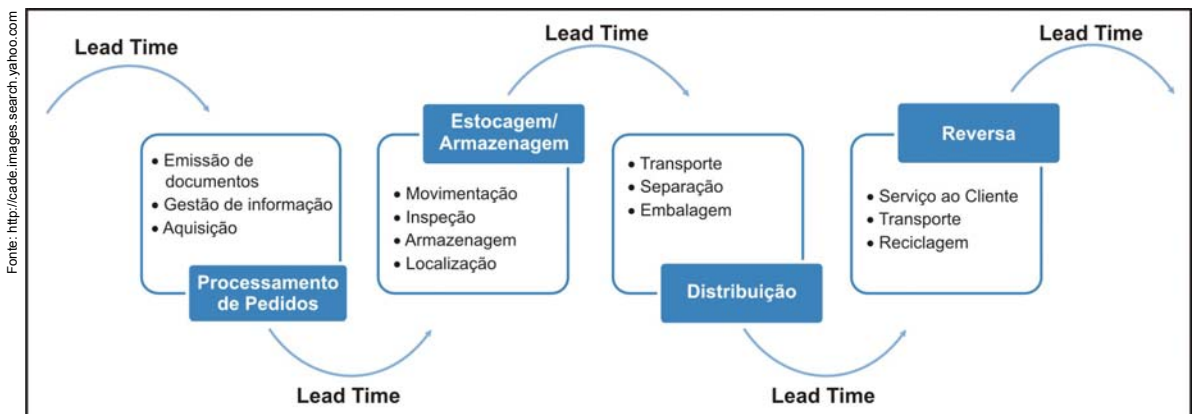 Fonte: http://cade.images.search.yahoo.com
Lead Time
Lead Time
Lead Time
• Emissão de
documentos
• Gestão de informação
• Aquisição
Processamento
de Pedidos
Estocagem/
Armazenagem
• Movimentação
• Inspeção
• Armazenagem
• Localização
• Transporte
• Separação
• Embalagem
Distribuição
Reversa
• Serviço ao Cliente
• Transporte
• Reciclagem
Lead Time
Lead Time